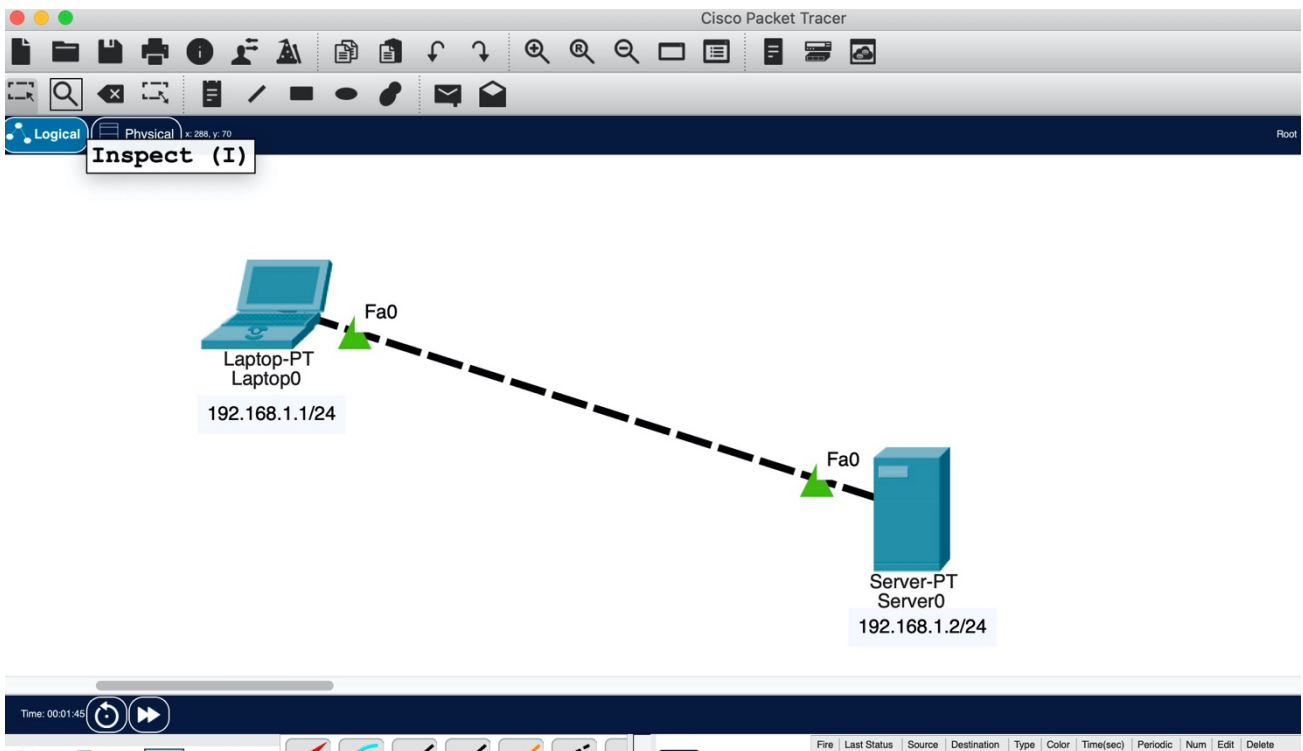 Cisco Packet Tracer
Logical
Physical x: 288, y: 70
Root
Inspect (I)
Fa0
Laptop-PT
Laptop0
192.168.1.1/24
Fa0
Server-PT
Server0
192.168.1.2/24
Time: 00:01:45
Fire Last Status Source Destination Type Color Time(sec) Periodic Num Edit Delete